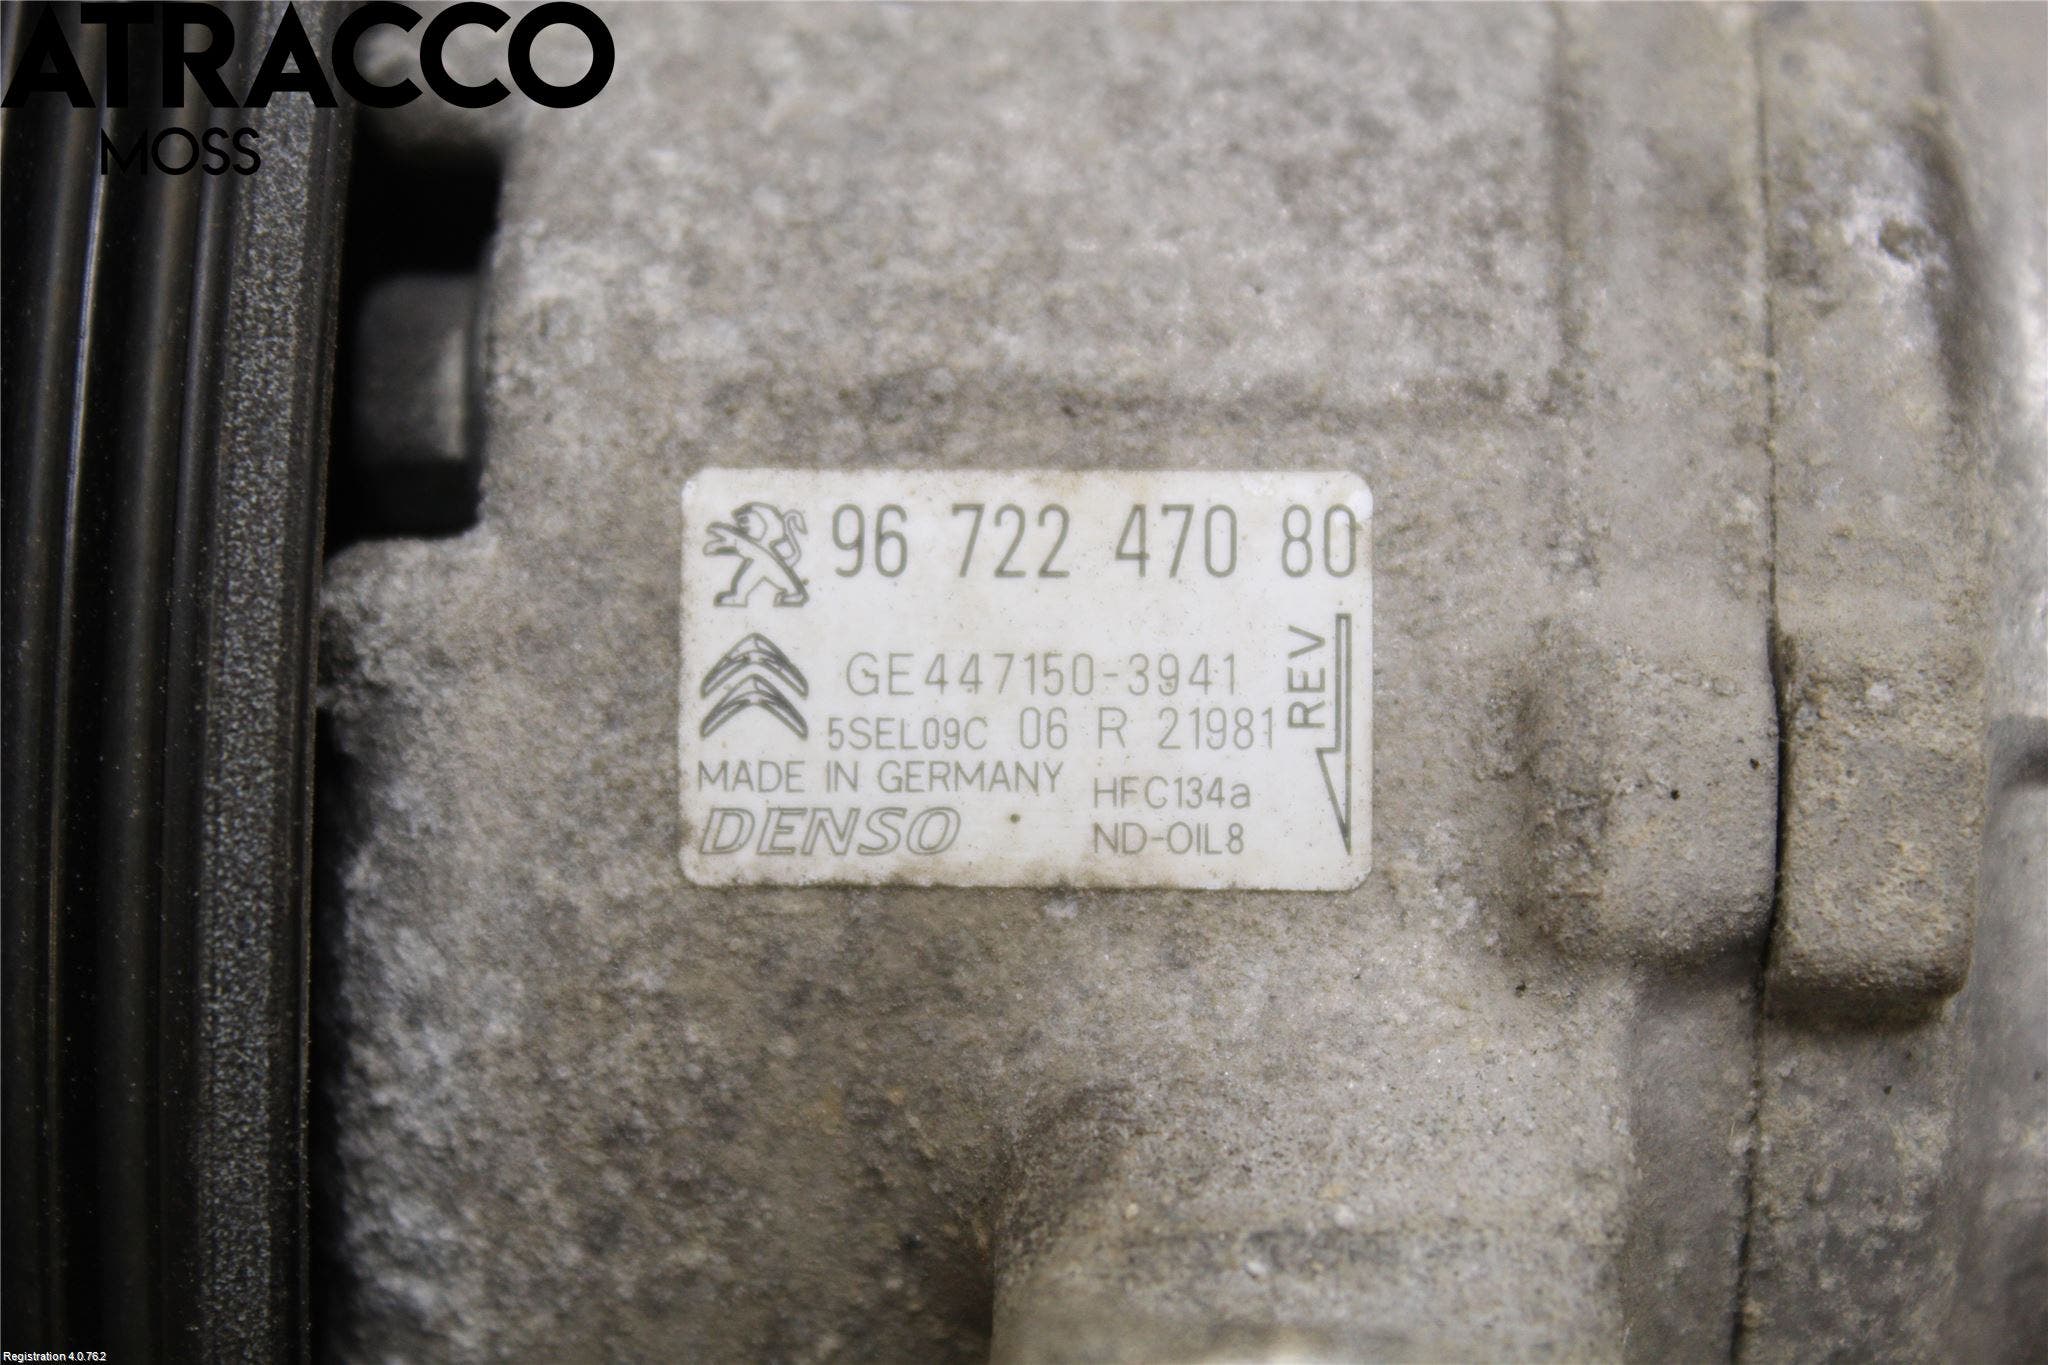 ATRACCO
MOSS
96 722 470 80
GE447150-3941
5SEL09C 06 R 21981
REV
MADE IN GERMANY
HFC134a
DENSO
ND-OIL8
Registration 4.0.76.2